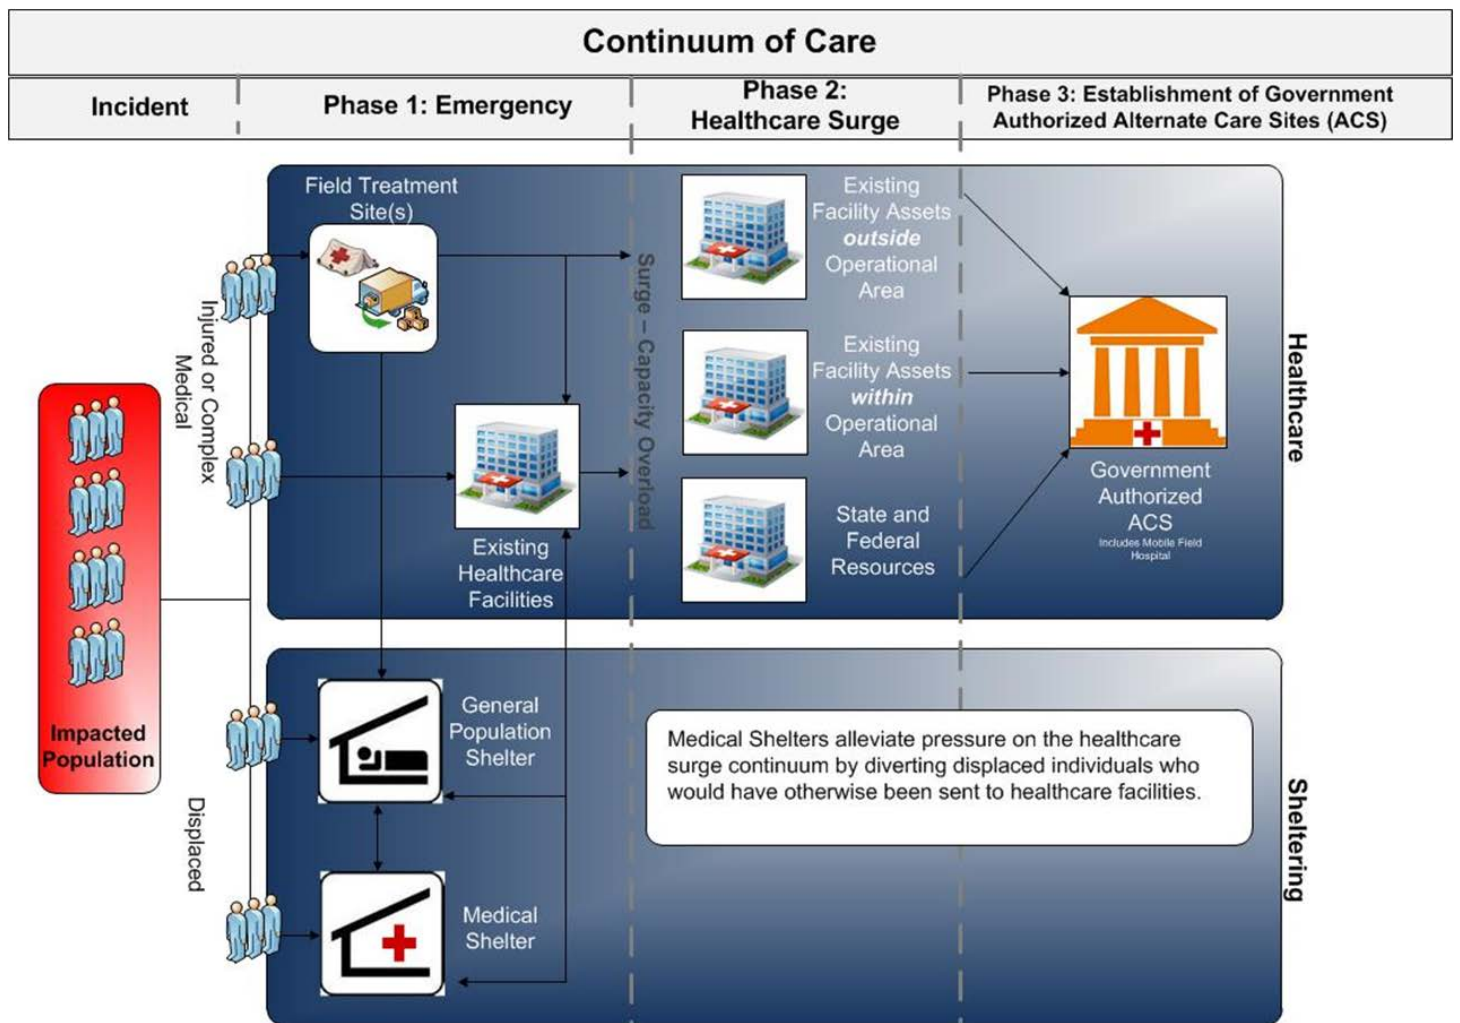 Continuum of Care
Incident
Phase 1: Emergency
Phase 2:
Healthcare Surge
Phase 3: Establishment of Government
Authorized Alternate Care Sites (ACS)
Field Treatment
Site(s)
Injured or Complex
Medical
Existing
Healthcare
Facilities
Surge – Capacity Overload
Existing
Facility Assets
outside
Operational
Area
Existing
Facility Assets
within
Operational
Area
State and
Federal
Resources
Government
Authorized
ACS
Includes Mobile Field
Hospital
Healthcare
Impacted
Population
Displaced
General
Population
Shelter
Medical
Shelter
Medical Shelters alleviate pressure on the healthcare
surge continuum by diverting displaced individuals who
would have otherwise been sent to healthcare facilities.
Sheltering